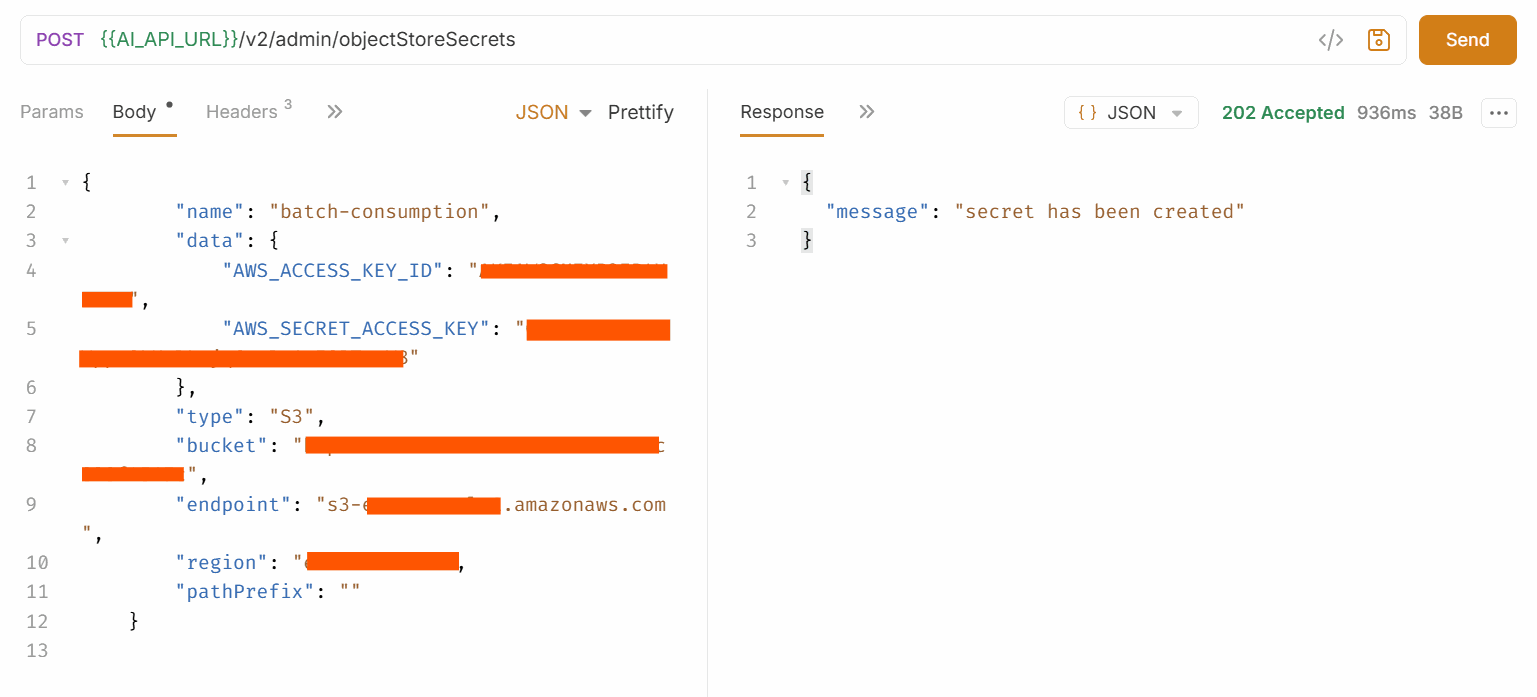 POST {{AI_API_URL}}/v2/admin/objectStoreSecrets </> Send
Params Body Headers 3 JSON Prettify
Response { } JSON 202 Accepted 936ms 38B ...
1 {
2 "name": "batch-consumption",
3 "data": {
4 "AWS_ACCESS_KEY_ID": "
",
5 "AWS_SECRET_ACCESS_KEY": "
"
6 },
7 "type": "S3",
8 "bucket": "
",
9 "endpoint": "s3- .amazonaws.com
",
10 "region": " ,
11 "pathPrefix": ""
12 }
13
1 {
2 "message": "secret has been created"
3 }